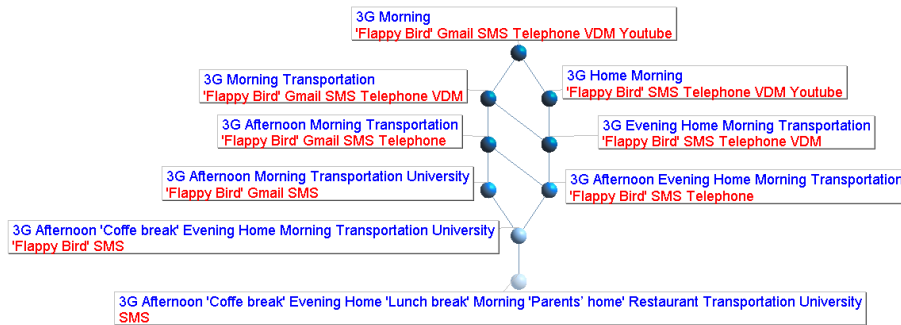 3G Morning
'Flappy Bird' Gmail SMS Telephone VDM Youtube
3G Morning Transportation
'Flappy Bird' Gmail SMS Telephone VDM
3G Home Morning
'Flappy Bird' SMS Telephone VDM Youtube
3G Afternoon Morning Transportation
'Flappy Bird' Gmail SMS Telephone
3G Evening Home Morning Transportation
'Flappy Bird' SMS Telephone VDM
3G Afternoon Morning Transportation University
'Flappy Bird' Gmail SMS
3G Afternoon Evening Home Morning Transportation
'Flappy Bird' SMS Telephone
3G Afternoon 'Coffe break' Evening Home Morning Transportation University
'Flappy Bird' SMS
3G Afternoon 'Coffe break' Evening Home 'Lunch break' Morning 'Parents’ home' Restaurant Transportation University
SMS